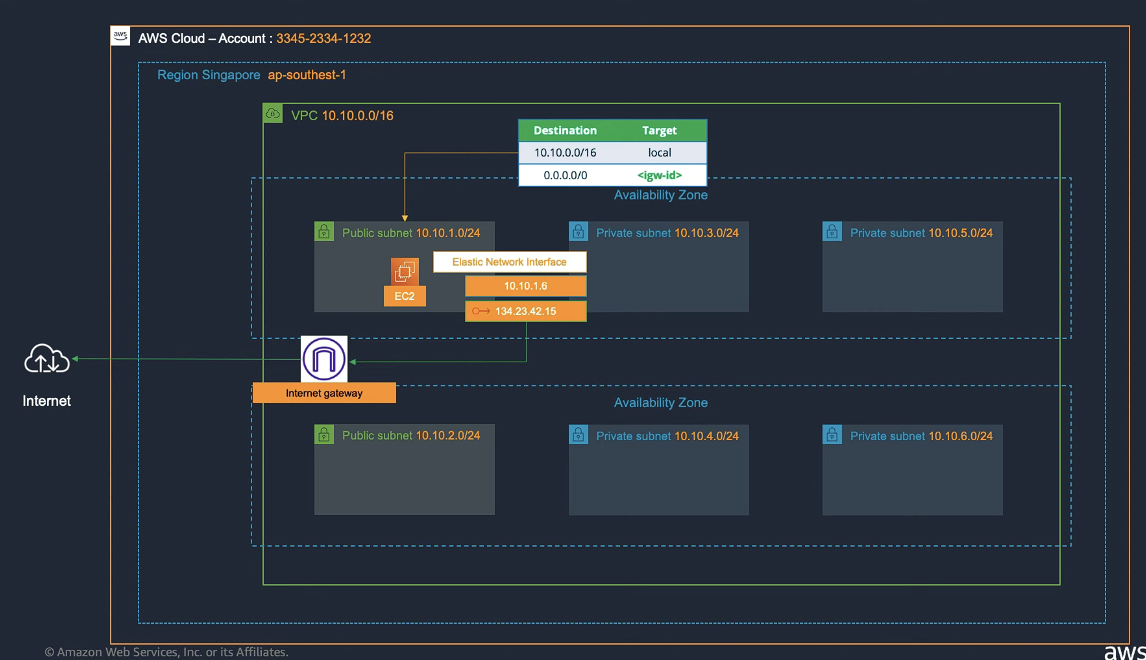 aws
AWS Cloud – Account : 3345-2334-1232
Region Singapore ap-southest-1
VPC 10.10.0.0/16
Destination Target
10.10.0.0/16 local
0.0.0.0/0 <igw-id>
Availability Zone
Public subnet 10.10.1.0/24
Private subnet 10.10.3.0/24
Private subnet 10.10.5.0/24
Elastic Network Interface
10.10.1.6
EC2
134.23.42.15
Internet gateway
Internet
Availability Zone
Public subnet 10.10.2.0/24
Private subnet 10.10.4.0/24
Private subnet 10.10.6.0/24
© Amazon Web Services, Inc. or its Affiliates.
aws